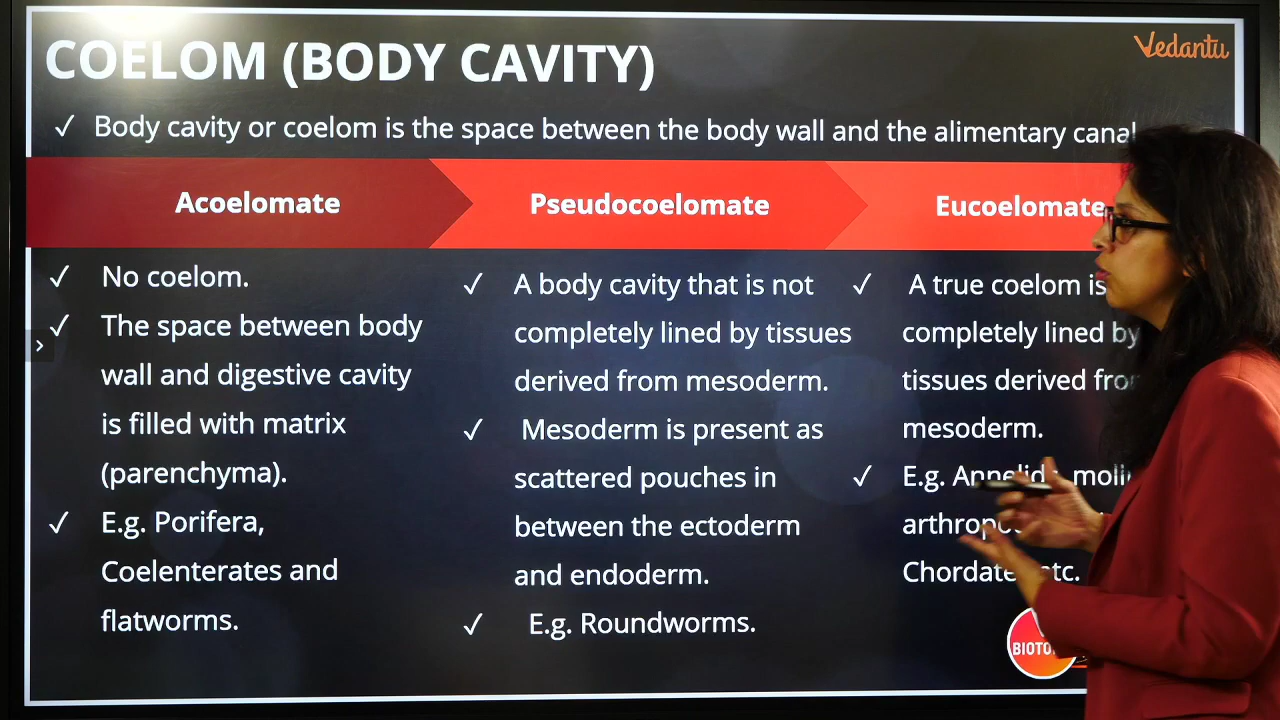 COELOM (BODY CAVITY)
Vedantu
✓ Body cavity or coelom is the space between the body wall and the alimentary canal
Acoelomate
Pseudocoelomate
Eucoelomate
✓ No coelom.
✓ The space between body
wall and digestive cavity
is filled with matrix
(parenchyma).
✓ E.g. Porifera,
Coelenterates and
flatworms.
✓ A body cavity that is not
completely lined by tissues
derived from mesoderm.
✓ Mesoderm is present as
scattered pouches in
between the ectoderm
and endoderm.
✓ E.g. Roundworms.
✓ A true coelom is
completely lined by
tissues derived from
mesoderm.
✓ E.g.
etc.